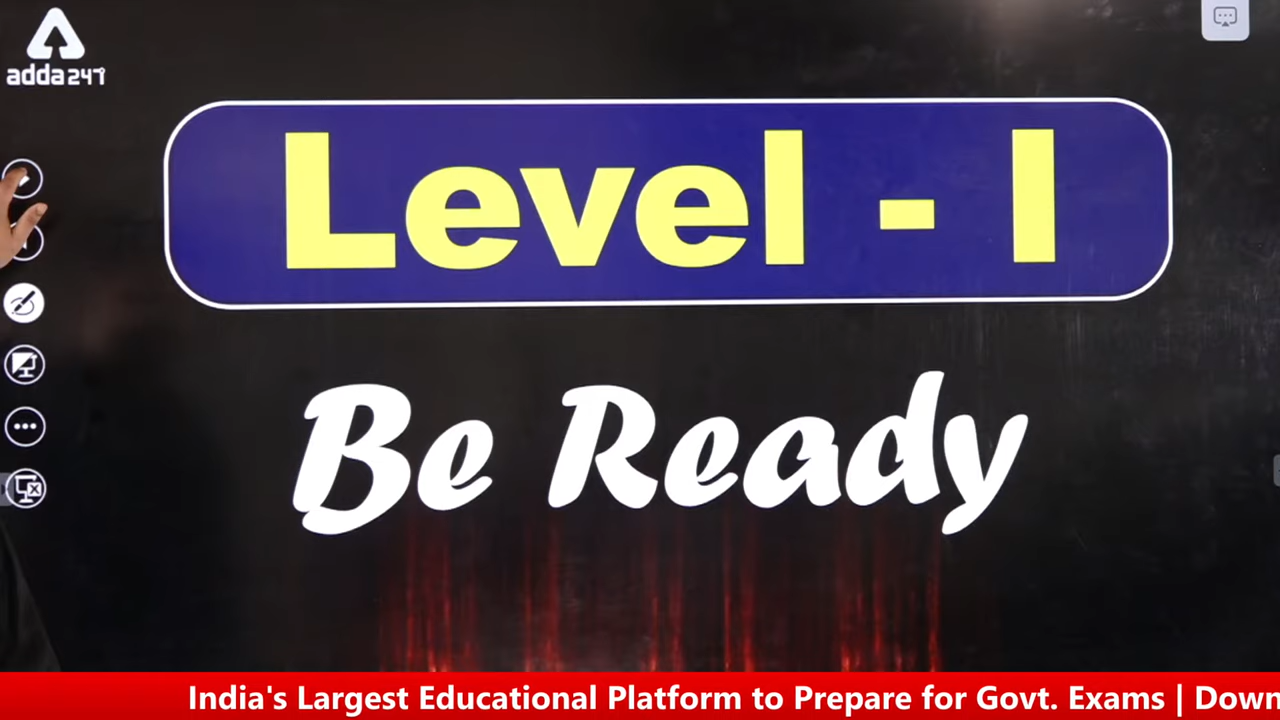 adda247
Level - I
Be Ready
India's Largest Educational Platform to Prepare for Govt. Exams | Down